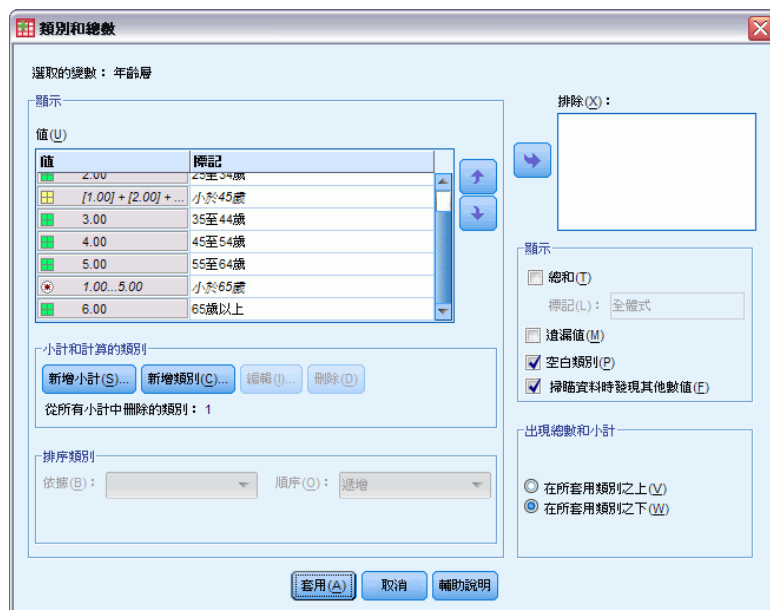 類別和總數
選取的變數：年齡層
顯示
值(U)
值 標記
2.00 25至34歲
[1.00] + [2.00] + ... 小於45歲
3.00 35至44歲
4.00 45至54歲
5.00 55至64歲
1.00...5.00 小於65歲
6.00 65歲以上
小計和計算的類別
新增小計(S)... 新增類別(C)... 編輯(I)... 刪除(D)
從所有小計中刪除的類別：1
排序類別
依據(B)： 順序(O)： 遞增
排除(X)：
顯示
總和(T)
標記(L)： 全體式
遺漏值(M)
空白類別(P)
掃瞄資料時發現其他數值(F)
出現總數和小計
在所套用類別之上(V)
在所套用類別之下(W)
套用(A) 取消 輔助說明